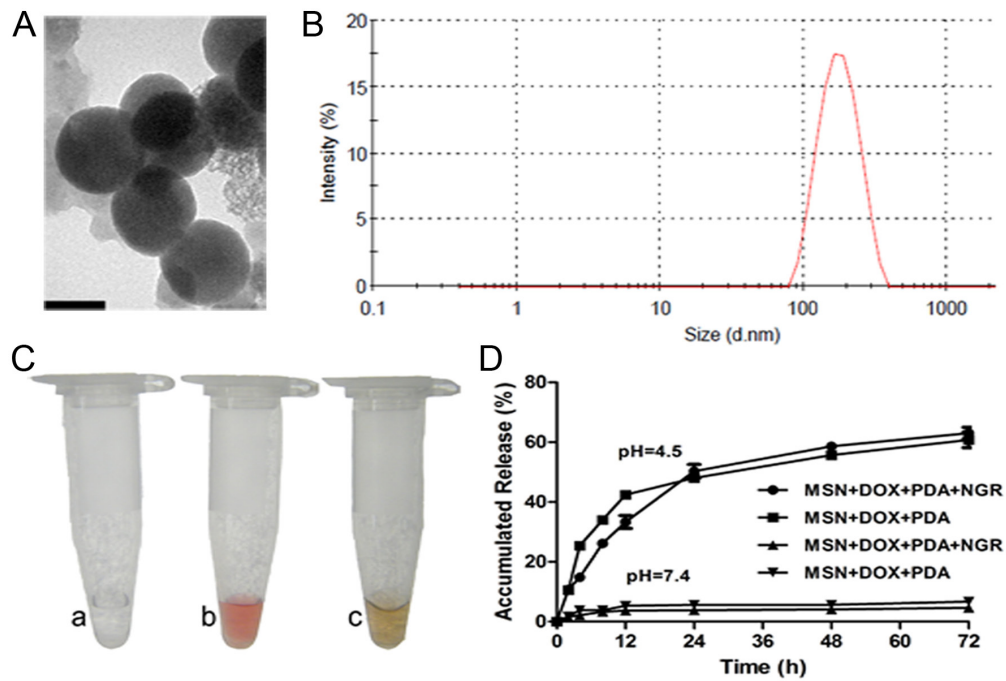 A
B
20
15
10
5
0
Intensity (%)
0.1 1 10 100 1000
Size (d.nm)
C
a
b
c
D
80
60
40
20
0
Accumulated Release (%)
pH=4.5
MSN+DOX+PDA+NGR
MSN+DOX+PDA
MSN+DOX+PDA+NGR
MSN+DOX+PDA
pH=7.4
0 12 24 36 48 60 72
Time (h)